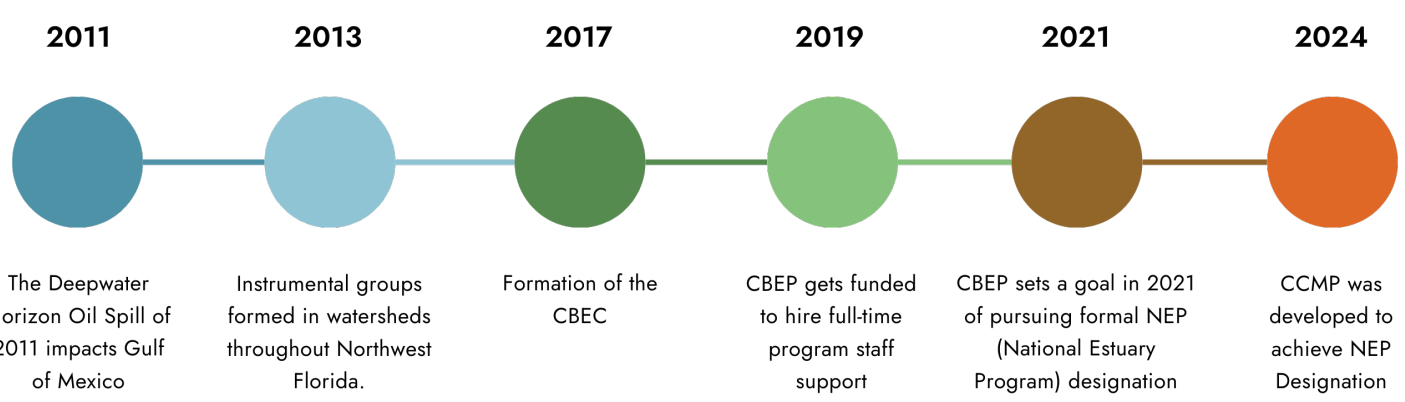 2011
2013
2017
2019
2021
2024
The Deepwater
orizon Oil Spill of
2011 impacts Gulf
of Mexico
Instrumental groups
formed in watersheds
throughout Northwest
Florida.
Formation of the
CBEC
CBEP gets funded
to hire full-time
program staff
support
CBEP sets a goal in 2021
of pursuing formal NEP
(National Estuary
Program) designation
CCMP was
developed to
achieve NEP
Designation